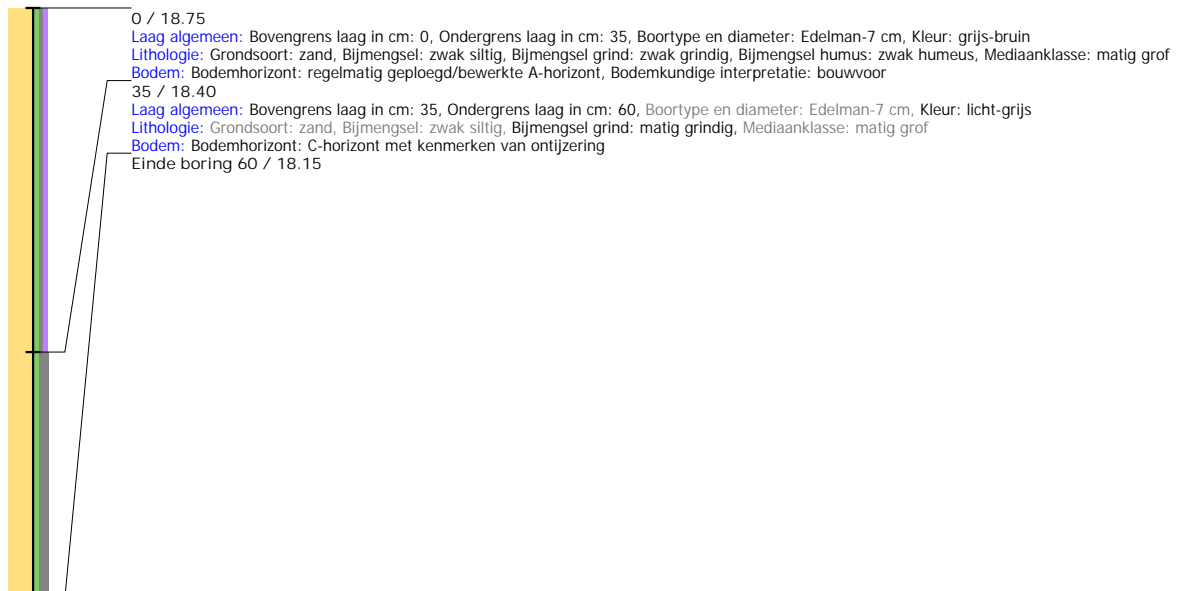 0 / 18.75
Laag algemeen: Bovengrens laag in cm: 0, Ondergrens laag in cm: 35, Boortype en diameter: Edelman-7 cm, Kleur: grijs-bruin
Lithologie: Grondsoort: zand, Bijmengsel: zwak siltig, Bijmengsel grind: zwak grindig, Bijmengsel humus: zwak humeus, Mediaanklasse: matig grof
Bodem: Bodemhorizont: regelmatig geploegd/bewerkte A-horizont, Bodemkundige interpretatie: bouwvoor
35 / 18.40
Laag algemeen: Bovengrens laag in cm: 35, Ondergrens laag in cm: 60, Boortype en diameter: Edelman-7 cm, Kleur: licht-grijs
Lithologie: Grondsoort: zand, Bijmengsel: zwak siltig, Bijmengsel grind: matig grindig, Mediaanklasse: matig grof
Bodem: Bodemhorizont: C-horizont met kenmerken van ontijzering
Einde boring 60 / 18.15